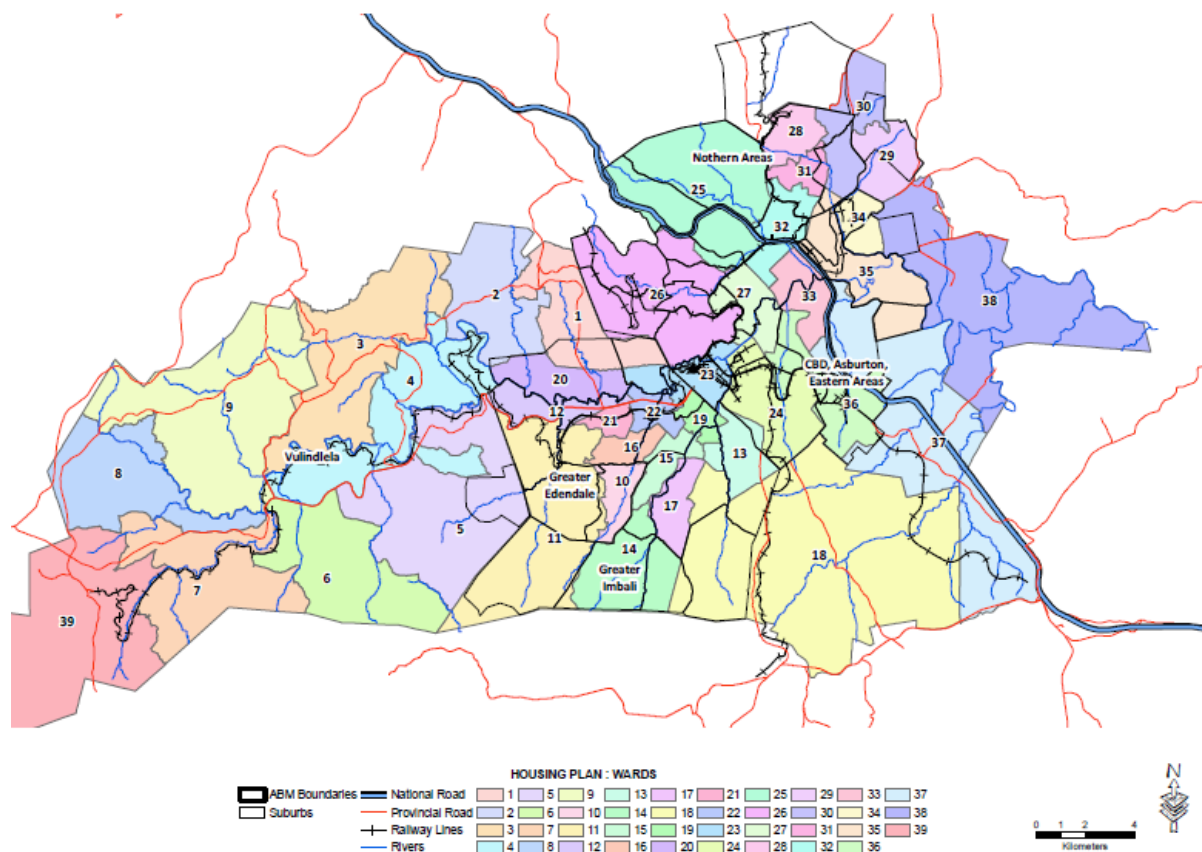 30
28
Nothern Areas
29
31
25
34
32
35
26
27
33
38
2
1
3
4
20
23
CBD, Asburton,
Eastern Areas
9
12
22
24
36
21
19
37
16
13
Vulindlela
15
8
Greater
Edendale
10
17
5
11
14
18
Greater
Imbali
6
7
39
HOUSING PLAN : WARDS
ABM Boundaries National Road 1 5 9 13 17 21 25 29 33 37
Suburbs Provincial Road 2 6 10 14 18 22 26 30 34 38
Railway Lines 3 7 11 15 19 23 27 31 35 39
Rivers 4 8 12 16 20 24 28 32 36
N
0 1 2 4
Kilometers